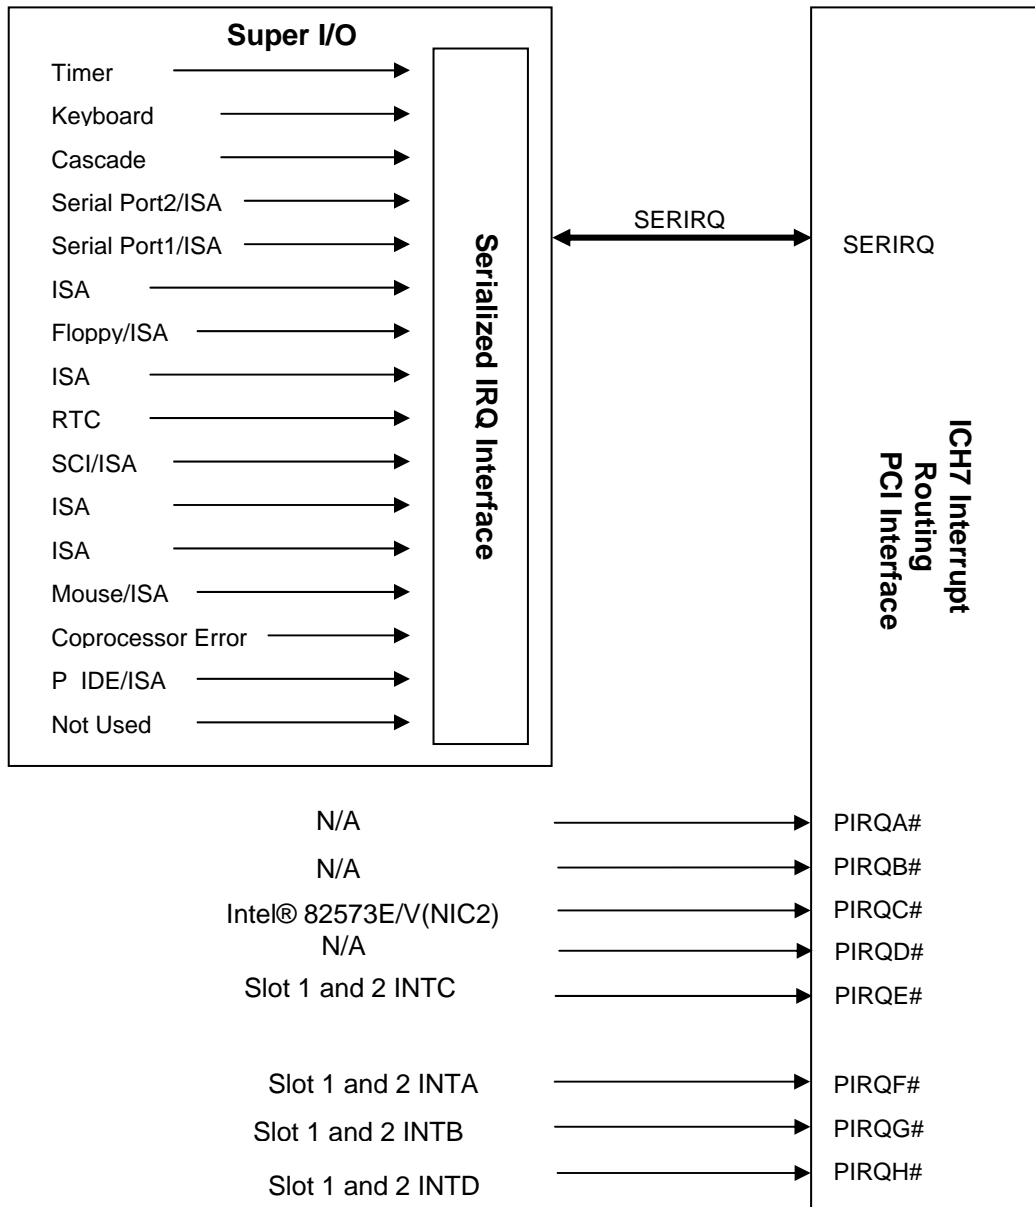 Super I/O
Timer
Keyboard
Cascade
Serial Port2/ISA
Serial Port1/ISA
ISA
Floppy/ISA
ISA
RTC
SCI/ISA
ISA
ISA
Mouse/ISA
Coprocessor Error
P IDE/ISA
Not Used
Serialized IRQ Interface
SERIRQ
SERIRQ
ICH7 Interrupt
Routing
PCI Interface
N/A
PIRQA#
N/A
PIRQB#
Intel® 82573E/V(NIC2)
PIRQC#
N/A
PIRQD#
Slot 1 and 2 INTC
PIRQE#
Slot 1 and 2 INTA
PIRQF#
Slot 1 and 2 INTB
PIRQG#
Slot 1 and 2 INTD
PIRQH#